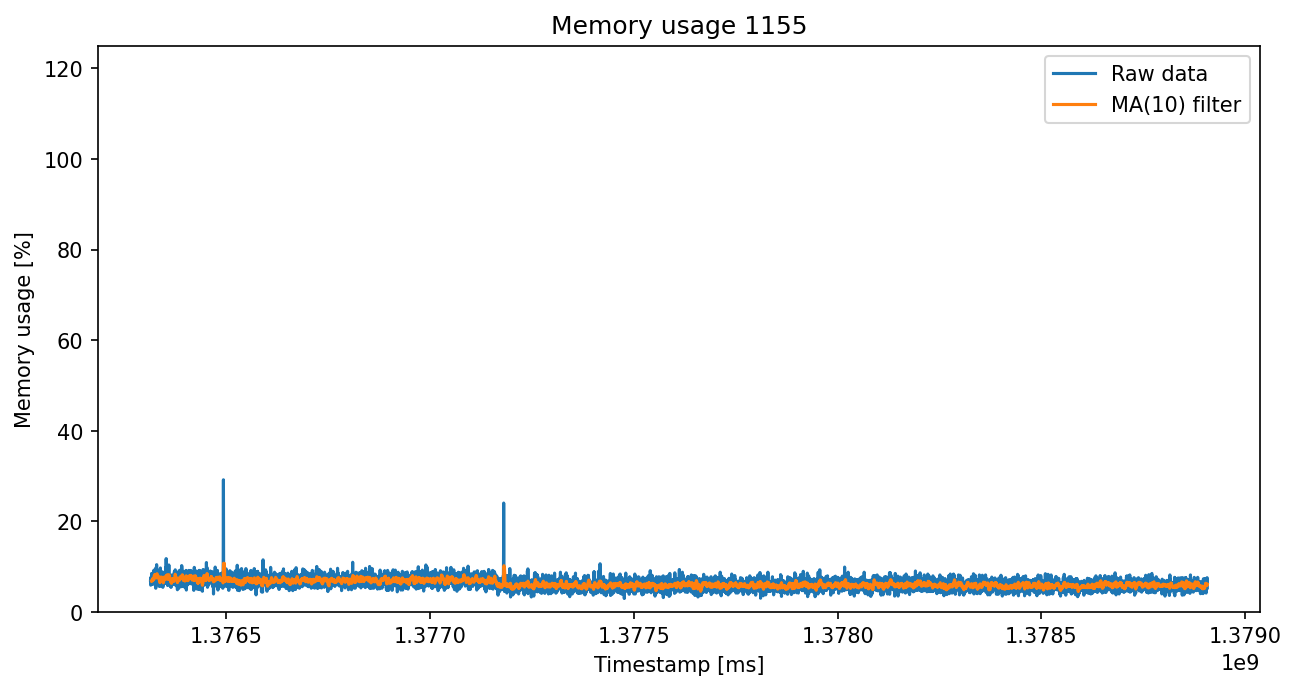 Memory usage 1155
Raw data
MA(10) filter
Memory usage [%]
120
100
80
60
40
20
0
1.3765 1.3770 1.3775 1.3780 1.3785 1.3790
1e9
Timestamp [ms]